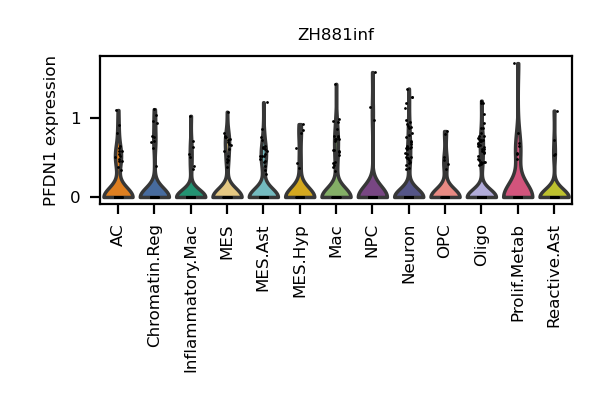 ZH881inf
PFDN1 expression
1
0
AC
Chromatin.Reg
Inflammatory.Mac
MES
MES.Ast
MES.Hyp
Mac
NPC
Neuron
OPC
Oligo
Prolif.Metab
Reactive.Ast